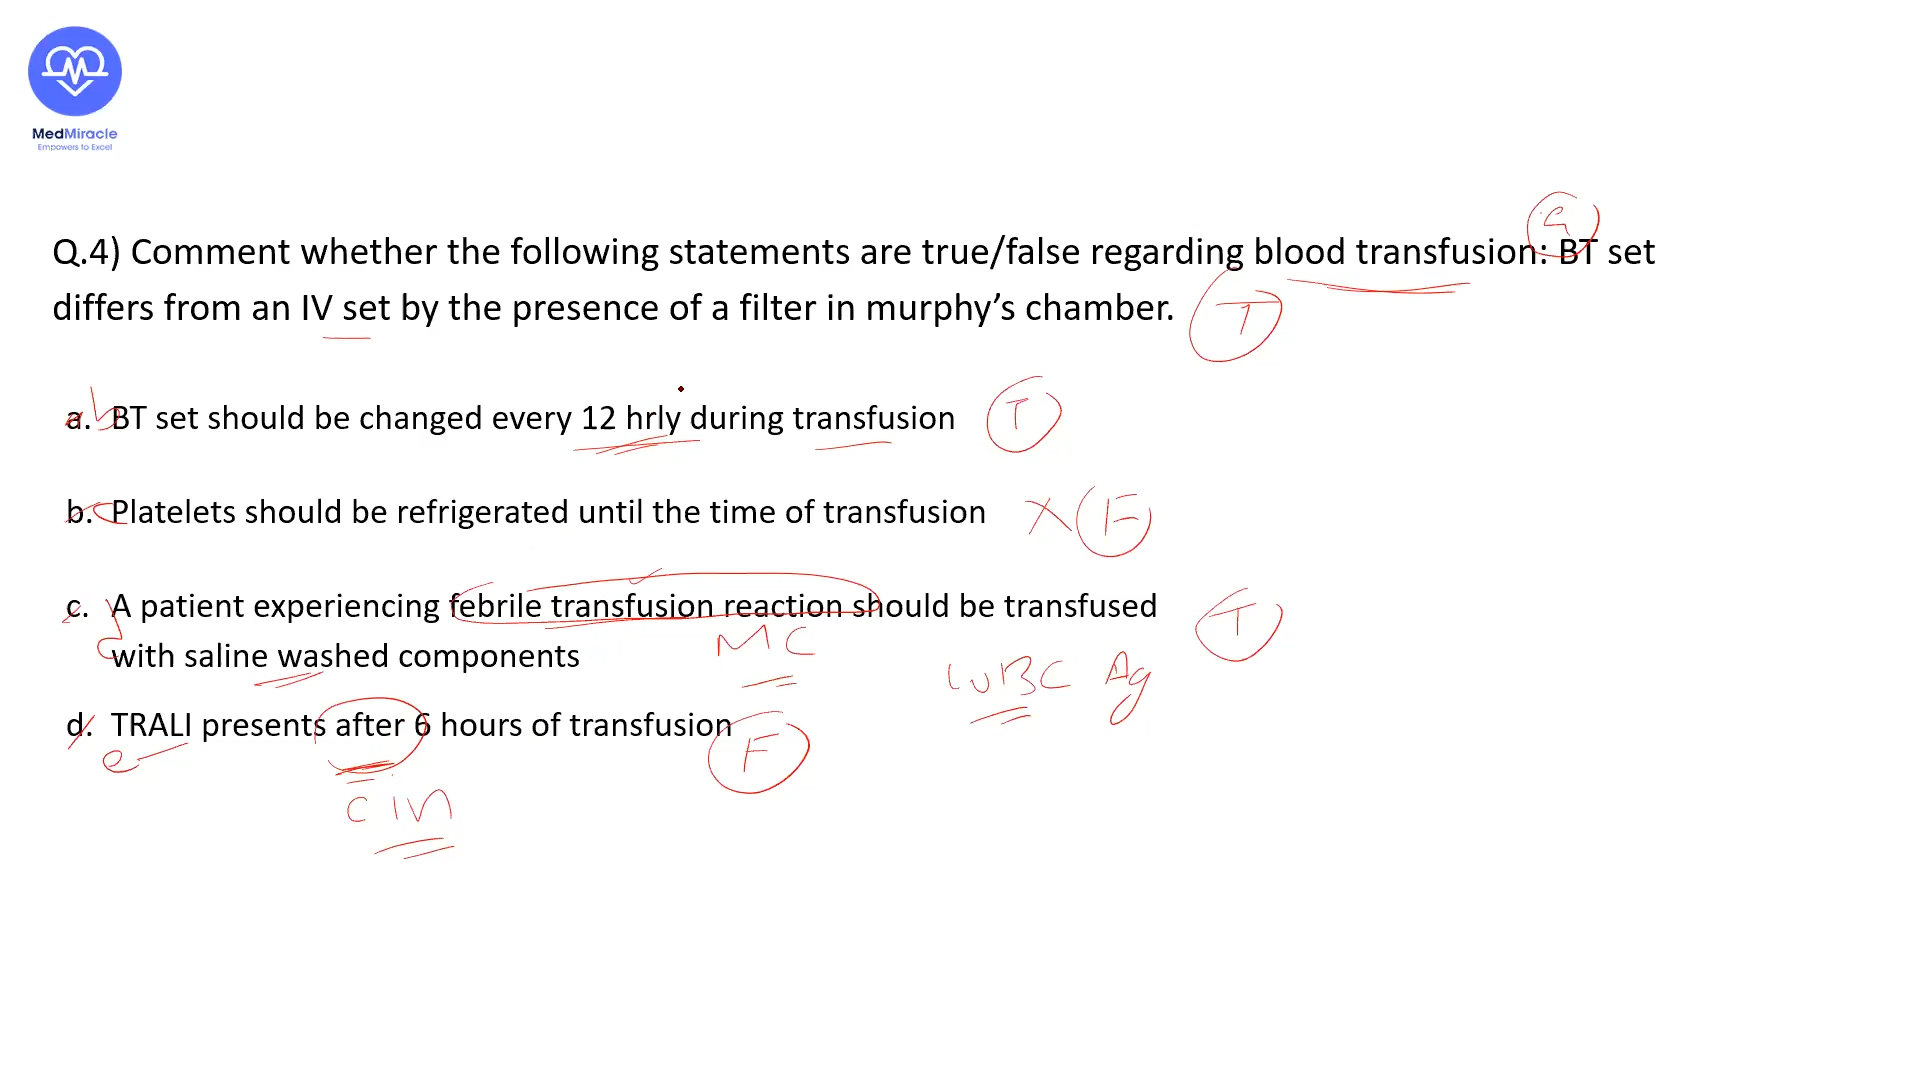 MedMiracle
Empowers to Excel
a
Q.4) Comment whether the following statements are true/false regarding blood transfusion: BT set
differs from an IV set by the presence of a filter in murphy’s chamber. T
b
a. BT set should be changed every 12 hrly during transfusion T
c
b. Platelets should be refrigerated until the time of transfusion X F
c. A patient experiencing febrile transfusion reaction should be transfused T
d
with saline washed components
MC
WBC Ag
d. TRALI presents after 6 hours of transfusion F
e